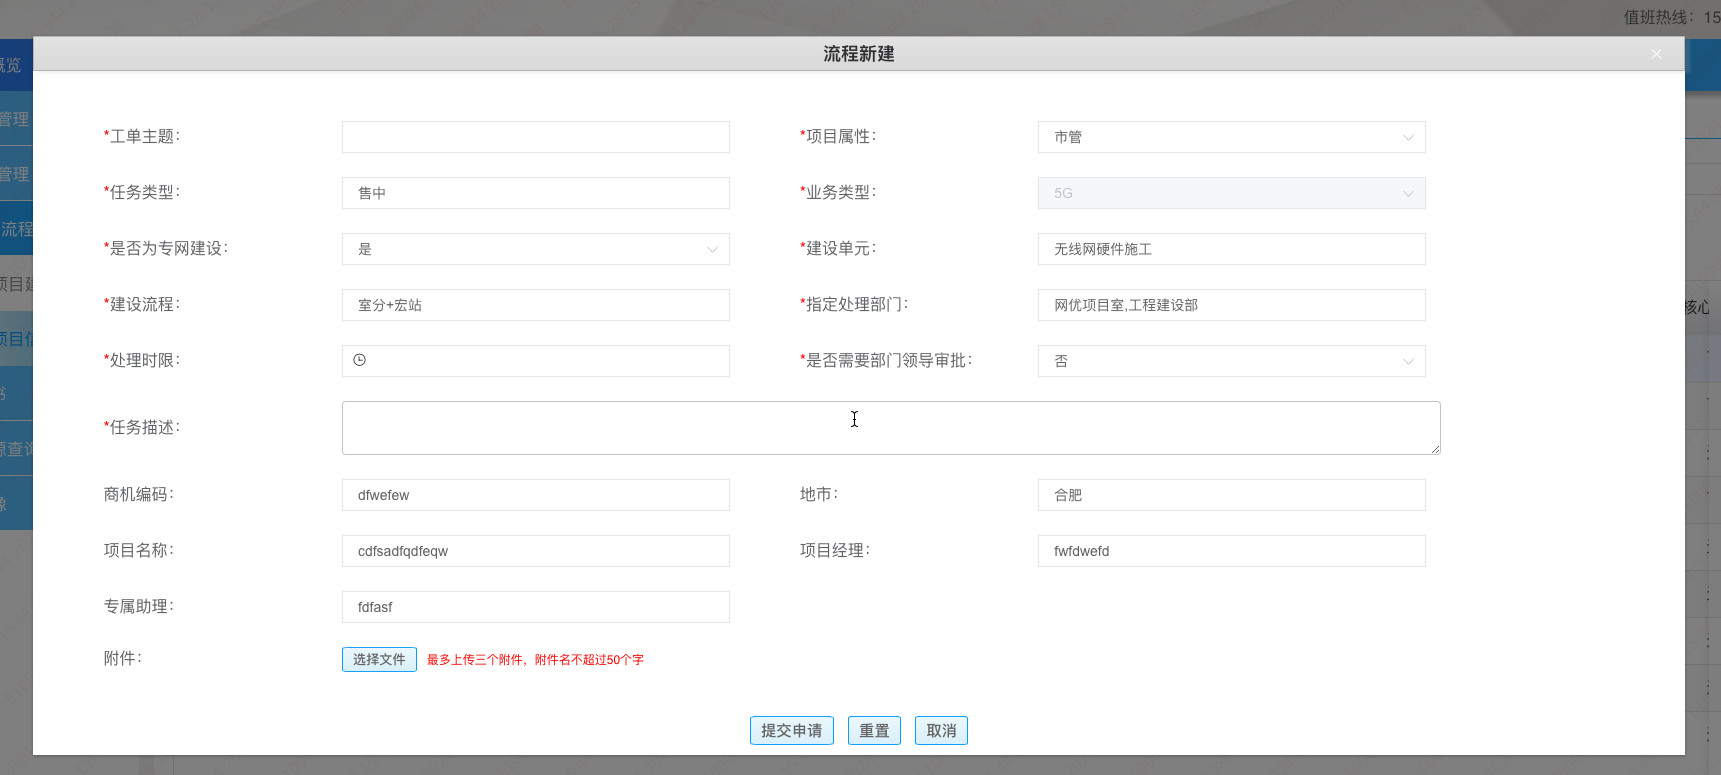 值班热线：15
流程新建
概览
管理
管理
流程
项目
源查询
核心
*工单主题：
*项目属性： 市管
*任务类型： 售中
*业务类型： 5G
*是否为专网建设： 是
*建设单元： 无线网硬件施工
*建设流程： 室分+宏站
*指定处理部门： 网优项目室,工程建设部
*处理时限：
*是否需要部门领导审批： 否
*任务描述：
商机编码： dfwefew
地市： 合肥
项目名称： cdfsadfqdfeqw
项目经理： fwfdwefd
专属助理： fdfasf
附件： 选择文件 最多上传三个附件，附件名不超过50个字
提交申请 重置 取消